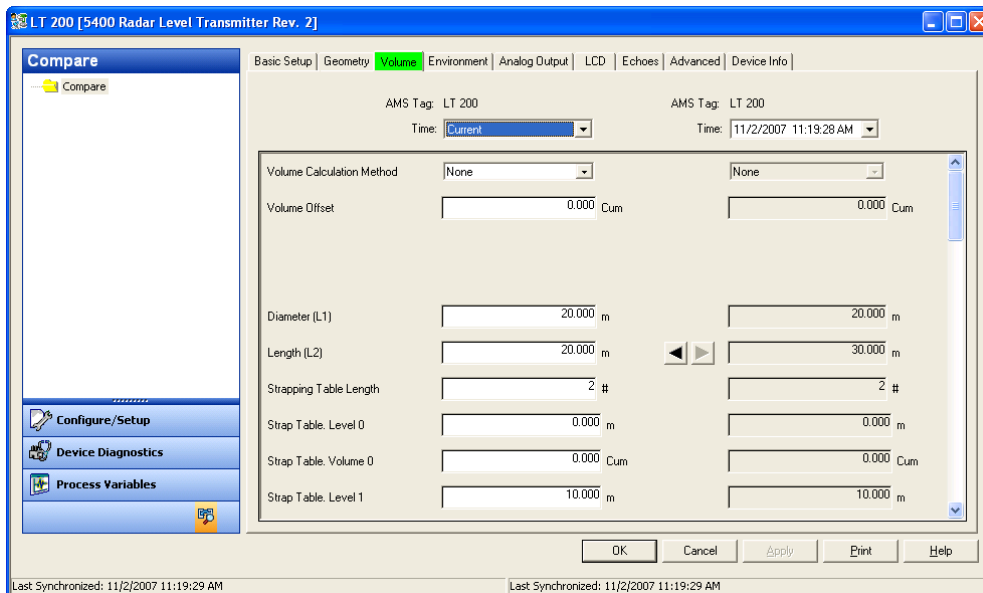 LT 200 [5400 Radar Level Transmitter Rev. 2]
Compare
Compare
Configure/Setup
Device Diagnostics
Process Variables
Basic Setup Geometry Volume Environment Analog Output LCD Echoes Advanced Device Info
AMS Tag: LT 200 AMS Tag: LT 200
Time: Current Time: 11/2/2007 11:19:28 AM
Volume Calculation Method None None
Volume Offset 0.000 Cum 0.000 Cum
Diameter (L1) 20.000 m 20.000 m
Length (L2) 20.000 m 30.000 m
Strapping Table Length 2 # 2 #
Strap Table. Level 0 0.000 m 0.000 m
Strap Table. Volume 0 0.000 Cum 0.000 Cum
Strap Table. Level 1 10.000 m 10.000 m
OK Cancel Apply Print Help
Last Synchronized: 11/2/2007 11:19:29 AM Last Synchronized: 11/2/2007 11:19:29 AM